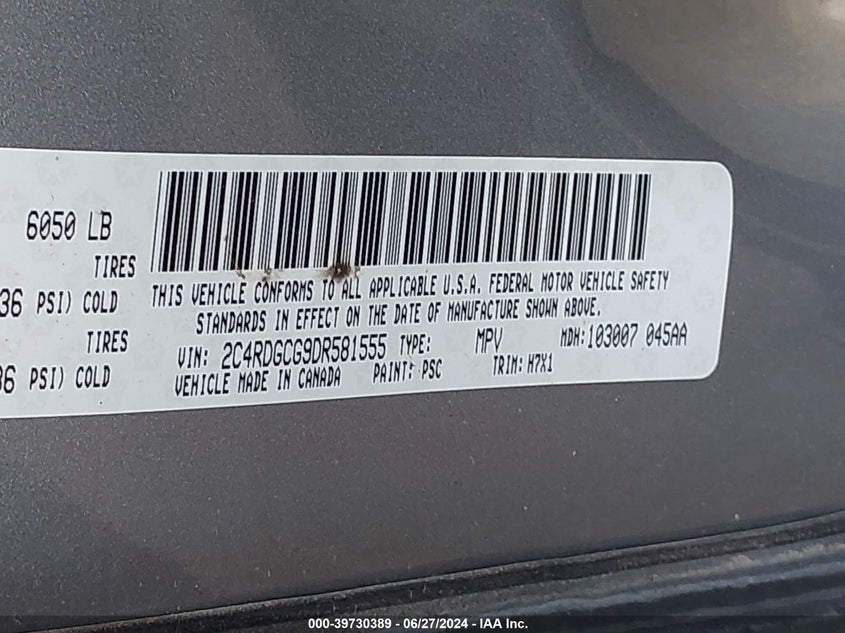 6050 LB
TIRES
36 PSI) COLD
TIRES
36 PSI) COLD
THIS VEHICLE CONFORMS TO ALL APPLICABLE U.S.A. FEDERAL MOTOR VEHICLE SAFETY
STANDARDS IN EFFECT ON THE DATE OF MANUFACTURE SHOWN ABOVE.
VIN: 2C4RDGCG9DR581555 TYPE: MPV MDH: 103007 045AA
VEHICLE MADE IN CANADA PAINT: PSC TRIM: H7X1
000-39730389 - 06/27/2024 - IAA Inc.